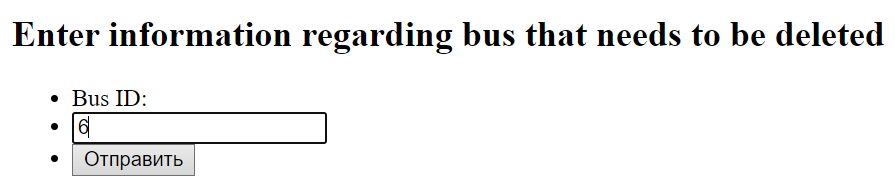 Enter information regarding bus that needs to be deleted
Bus ID:
6
Отправить